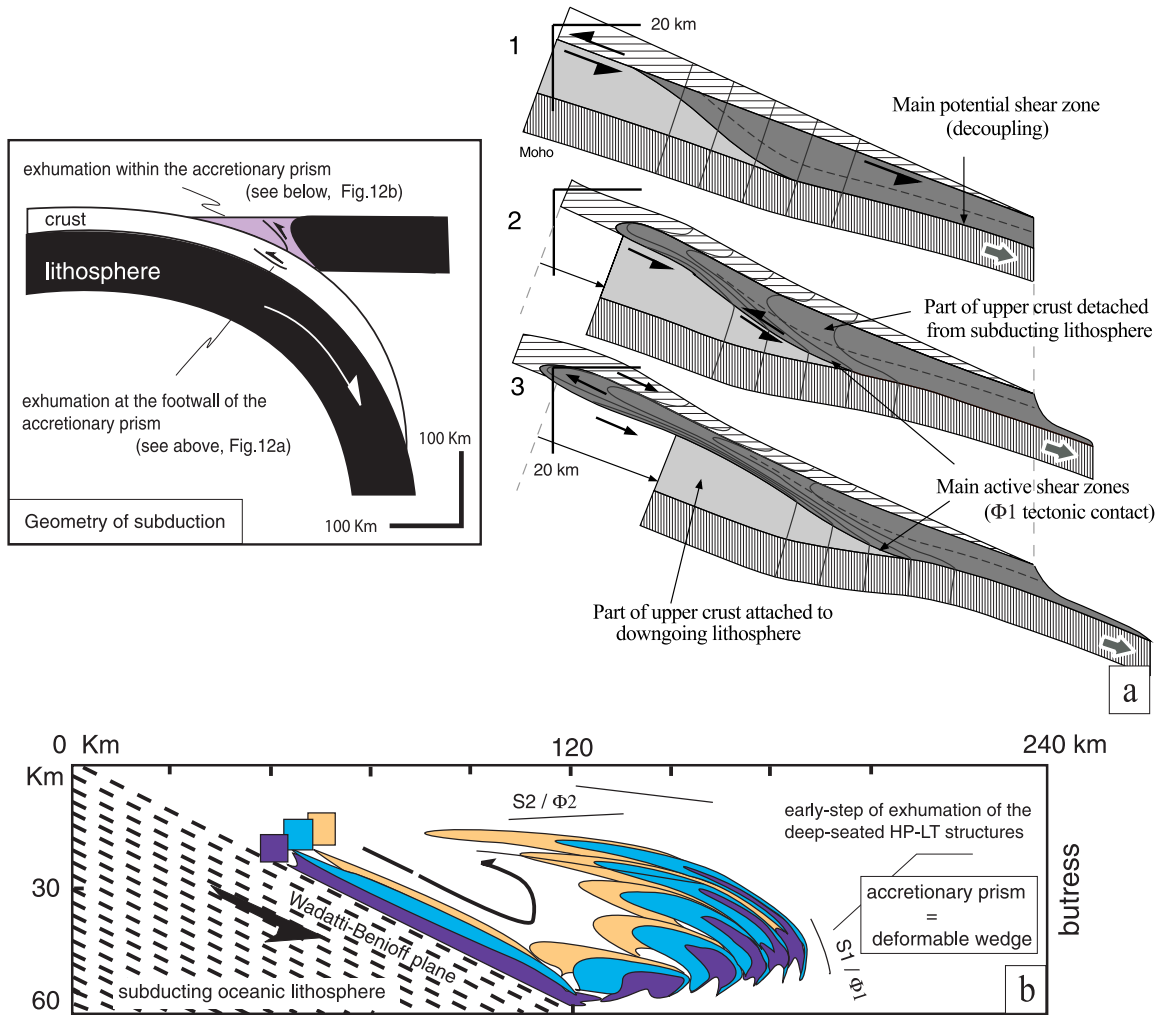 exhumation within the accretionary prism
(see below, Fig.12b)
crust
lithosphere
exhumation at the footwall of the
accretionary prism
(see above, Fig.12a)
100 Km
100 Km
Geometry of subduction
1
20 km
Main potential shear zone
(decoupling)
Moho
2
Part of upper crust detached
from subducting lithosphere
3
20 km
Main active shear zones
(Φ1 tectonic contact)
Part of upper crust attached to
downgoing lithosphere
a
0 Km
120
240 km
Km
S2 / Φ2
early-step of exhumation of the
deep-seated HP-LT structures
30
Wadatti-Benioff plane
accretionary prism
=
deformable wedge
butress
S1 / Φ1
subducting oceanic lithosphere
60
b